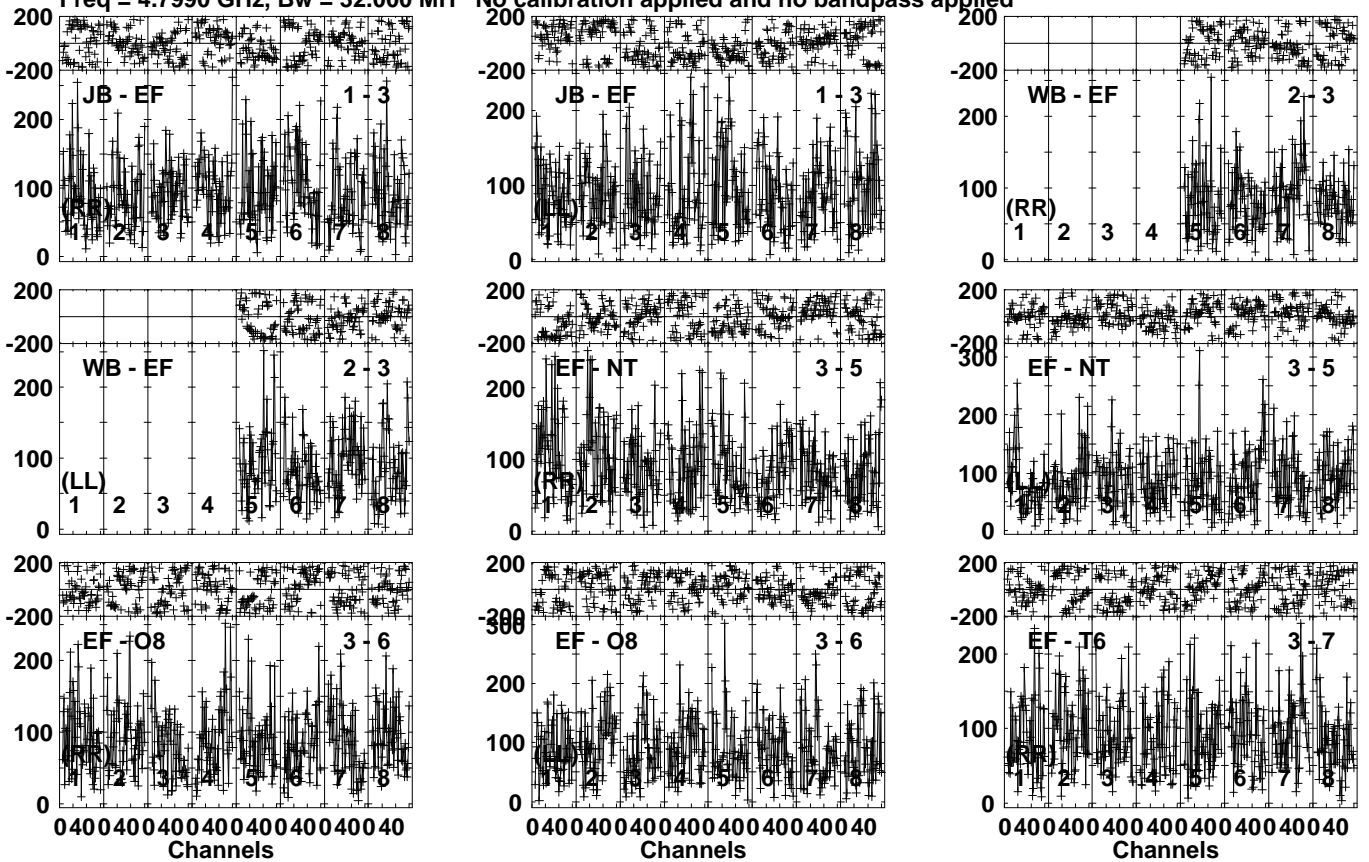 Freq = 4.7990 GHz, Bw = 32.000 MH No calibration applied and no bandpass applied
200 200 200
-200 -200 -200
JB - EF 1 - 3 JB - EF 1 - 3 WB - EF 2 - 3
200 200 200
100 100 100
(RR) (LL) (RR)
1 2 3 4 5 6 7 8 1 2 3 4 5 6 7 8 1 2 3 4 5 6 7 8
0 0 0
200 200 200
-200 -200 -200
300
WB - EF 2 - 3 EF - NT 3 - 5 EF - NT 3 - 5
200 200 200
100 100 100
(LL) (RR) (LL)
1 2 3 4 5 6 7 8 1 2 3 4 5 6 7 8 1 2 3 4 5 6 7 8
0 0 0
200 200 200
-200 -200 -200
300
EF - O8 3 - 6 EF - O8 3 - 6 EF - T6 3 - 7
200 200 200
100 100 100
(RR) (LL) (RR)
1 2 3 4 5 6 7 8 1 2 3 4 5 6 7 8 1 2 3 4 5 6 7 8
0 0 0
0 40 0 40 0 40 0 40 0 40 0 40 0 40 0 40 0 40 0 40 0 40 0 40 0 40 0 40 0 40 0 40 0 40 0 40 0 40 0 40 0 40 0 40 0 40 0 40
Channels Channels Channels